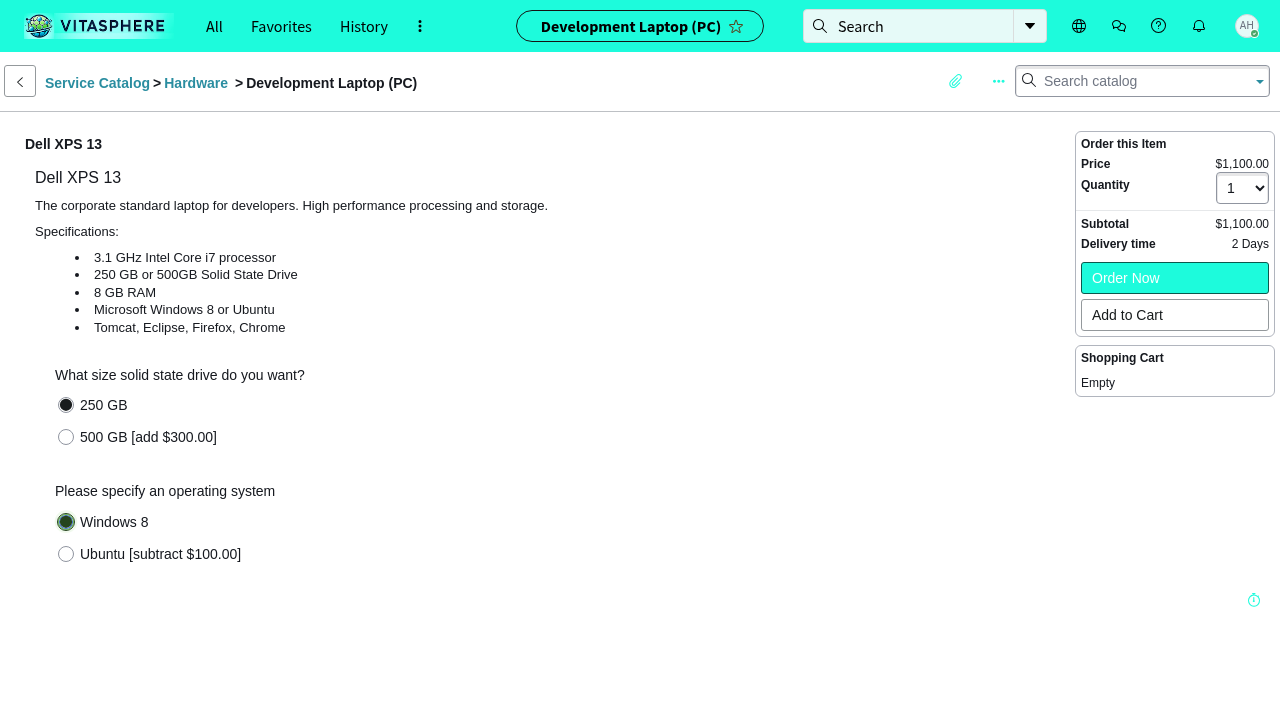 VITASPHERE All Favorites History Development Laptop (PC) Search AH
Service Catalog > Hardware > Development Laptop (PC) Search catalog
Dell XPS 13
Dell XPS 13
The corporate standard laptop for developers. High performance processing and storage.
Specifications:
3.1 GHz Intel Core i7 processor
250 GB or 500GB Solid State Drive
8 GB RAM
Microsoft Windows 8 or Ubuntu
Tomcat, Eclipse, Firefox, Chrome
What size solid state drive do you want?
250 GB
500 GB [add $300.00]
Please specify an operating system
Windows 8
Ubuntu [subtract $100.00]
Order this Item
Price $1,100.00
Quantity 1
Subtotal $1,100.00
Delivery time 2 Days
Order Now
Add to Cart
Shopping Cart
Empty